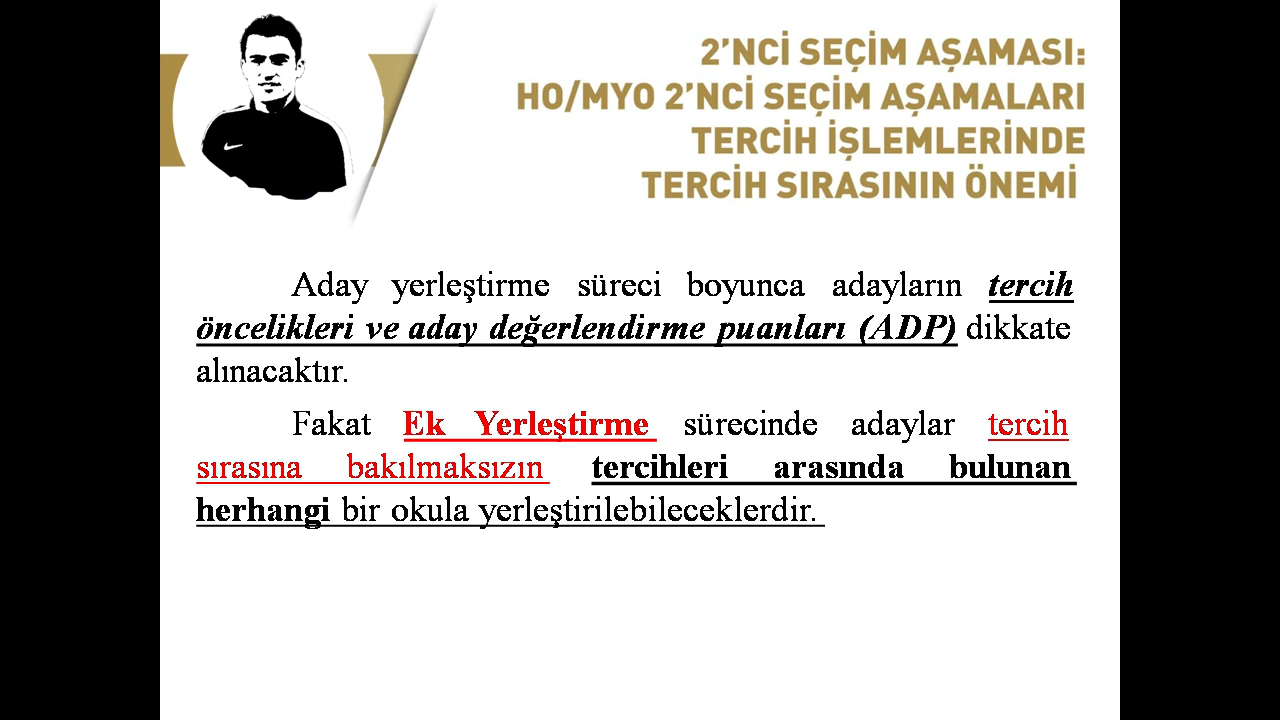 2’NCİ SEÇİM AŞAMASI:
HO/MYO 2’NCİ SEÇİM AŞAMALARI
TERCİH İŞLEMLERİNDE
TERCİH SIRASININ ÖNEMİ
Aday yerleştirme süreci boyunca adayların tercih
öncelikleri ve aday değerlendirme puanları (ADP) dikkate
alınacaktır.
Fakat Ek Yerleştirme sürecinde adaylar tercih
sırasına bakılmaksızın tercihleri arasında bulunan
herhangi bir okula yerleştirilebileceklerdir.